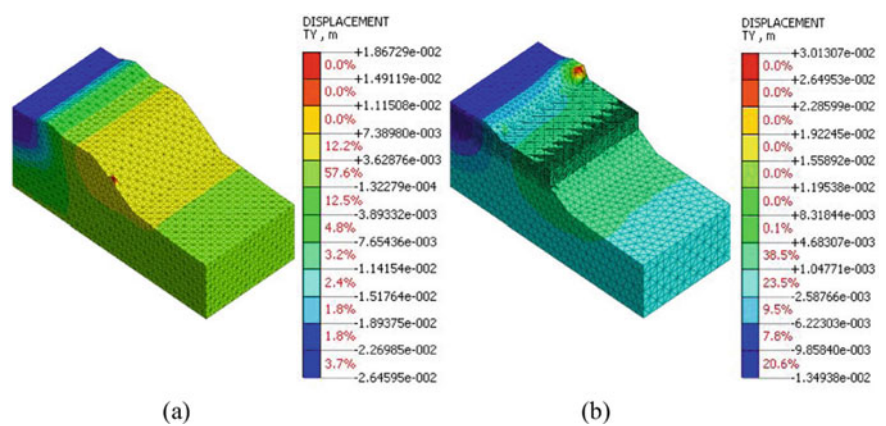 DISPLACEMENT
TY , m
+1.86729e-002
0.0%
+1.49119e-002
0.0%
+1.11508e-002
0.0%
+7.38980e-003
12.2%
+3.62876e-003
57.6%
-1.32279e-004
12.5%
-3.89332e-003
4.8%
-7.65436e-003
3.2%
-1.14154e-002
2.4%
-1.51764e-002
1.8%
-1.89375e-002
1.8%
-2.26985e-002
3.7%
-2.64595e-002
(a)
DISPLACEMENT
TY , m
+3.01307e-002
0.0%
+2.64953e-002
0.0%
+2.28599e-002
0.0%
+1.92245e-002
0.0%
+1.55892e-002
0.0%
+1.19538e-002
0.0%
+8.31844e-003
0.1%
+4.68307e-003
38.5%
+1.04771e-003
23.5%
-2.58766e-003
9.5%
-6.22303e-003
7.8%
-9.85840e-003
20.6%
-1.34938e-002
(b)